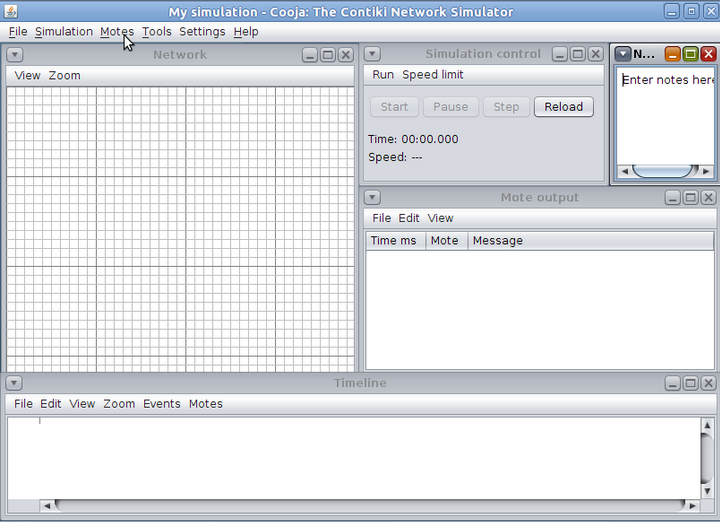 My simulation - Cooja: The Contiki Network Simulator
File Simulation Motes Tools Settings Help
Network
View Zoom
Simulation control
Run Speed limit
Start Pause Step Reload
Time: 00:00.000
Speed: ---
N...
Enter notes here
Mote output
File Edit View
Time ms Mote Message
Timeline
File Edit View Zoom Events Motes